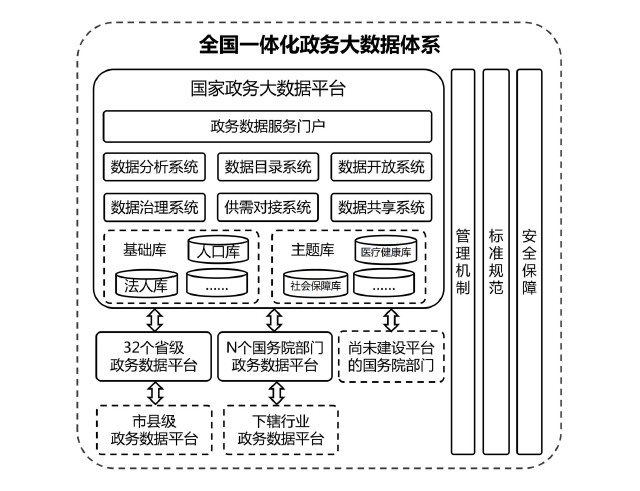 全国一体化政务大数据体系
国家政务大数据平台
政务数据服务门户
数据分析系统
数据目录系统
数据开放系统
数据治理系统
供需对接系统
数据共享系统
基础库
人口库
法人库
......
主题库
医疗健康库
社会保障库
......
32个省级
政务数据平台
N个国务院部门
政务数据平台
尚未建设平台
的国务院部门
市县级
政务数据平台
下辖行业
政务数据平台
管理机制
标准规范
安全保障